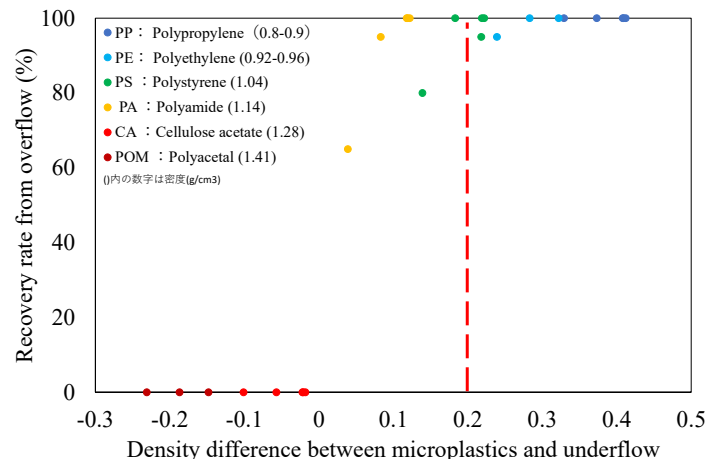 Recovery rate from overflow (%)
100
80
60
40
20
0
PP： Polypropylene（0.8-0.9）
PE： Polyethylene (0.92-0.96)
PS ：Polystyrene (1.04)
PA ：Polyamide (1.14)
CA ：Cellulose acetate (1.28)
POM ：Polyacetal (1.41)
()内の数字は密度(g/cm3)
-0.3 -0.2 -0.1 0 0.1 0.2 0.3 0.4 0.5
Density difference between microplastics and underflow